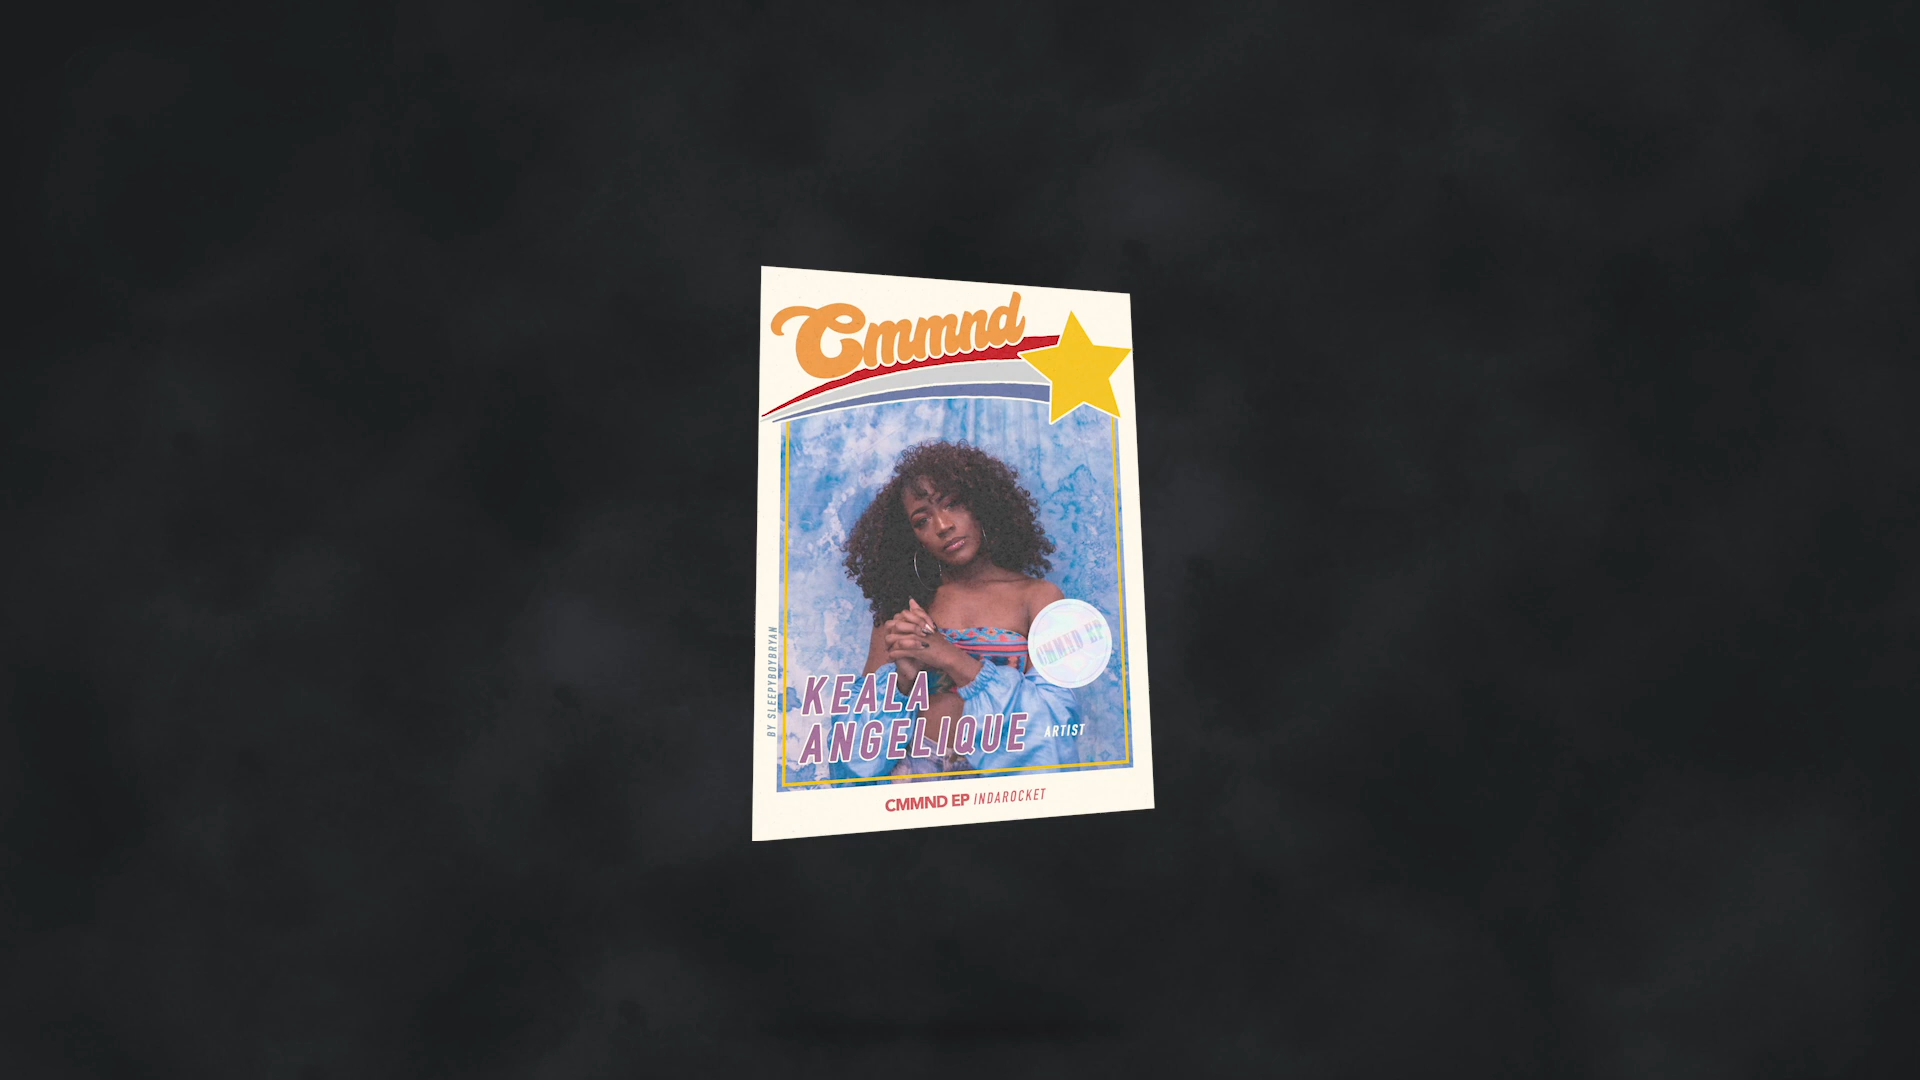 Cmmnd
CMMND EP
BY SLEEPYBOYBRYAN
KEALA
ANGELIQUE ARTIST
CMMND EP INDAROCKET